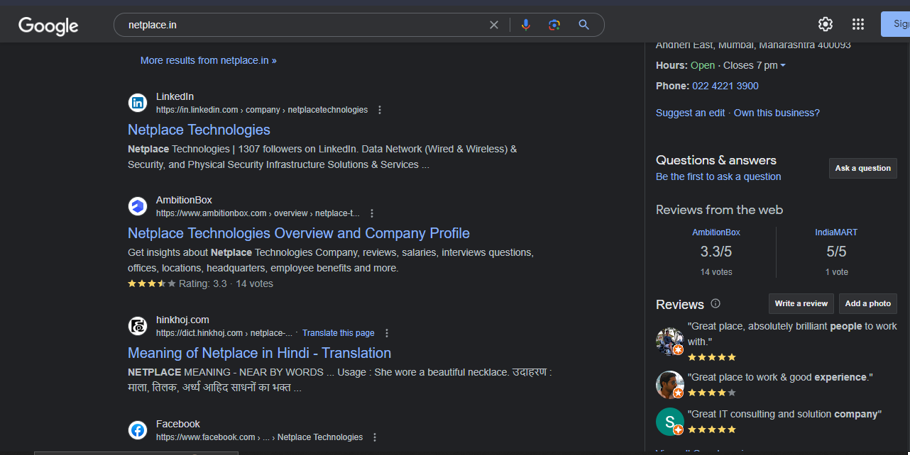 Google
netplace.in
Sig
More results from netplace.in »
LinkedIn
https://in.linkedin.com › company › netplacetechnologies
Netplace Technologies
Netplace Technologies | 1307 followers on LinkedIn. Data Network (Wired & Wireless) &
Security, and Physical Security Infrastructure Solutions & Services ...
AmbitionBox
https://www.ambitionbox.com › overview › netplace-t...
Netplace Technologies Overview and Company Profile
Get insights about Netplace Technologies Company, reviews, salaries, interviews questions,
offices, locations, headquarters, employee benefits and more.
Rating: 3.3 · 14 votes
hinkhoj.com
https://dict.hinkhoj.com › netplace-... · Translate this page
Meaning of Netplace in Hindi - Translation
NETPLACE MEANING - NEAR BY WORDS ... Usage : She wore a beautiful necklace. उदाहरण :
माता, तिलक, अर्ध्य आहिद साधनों का भक्त ...
Facebook
https://www.facebook.com › ... › Netplace Technologies
Andheri East, Mumbai, Maharashtra 400093
Hours: Open · Closes 7 pm
Phone: 022 4221 3900
Suggest an edit · Own this business?
Questions & answers
Be the first to ask a question
Ask a question
Reviews from the web
AmbitionBox
3.3/5
14 votes
IndiaMART
5/5
1 vote
Reviews
Write a review
Add a photo
"Great place, absolutely brilliant people to work
with."
"Great place to work & good experience."
S
"Great IT consulting and solution company"